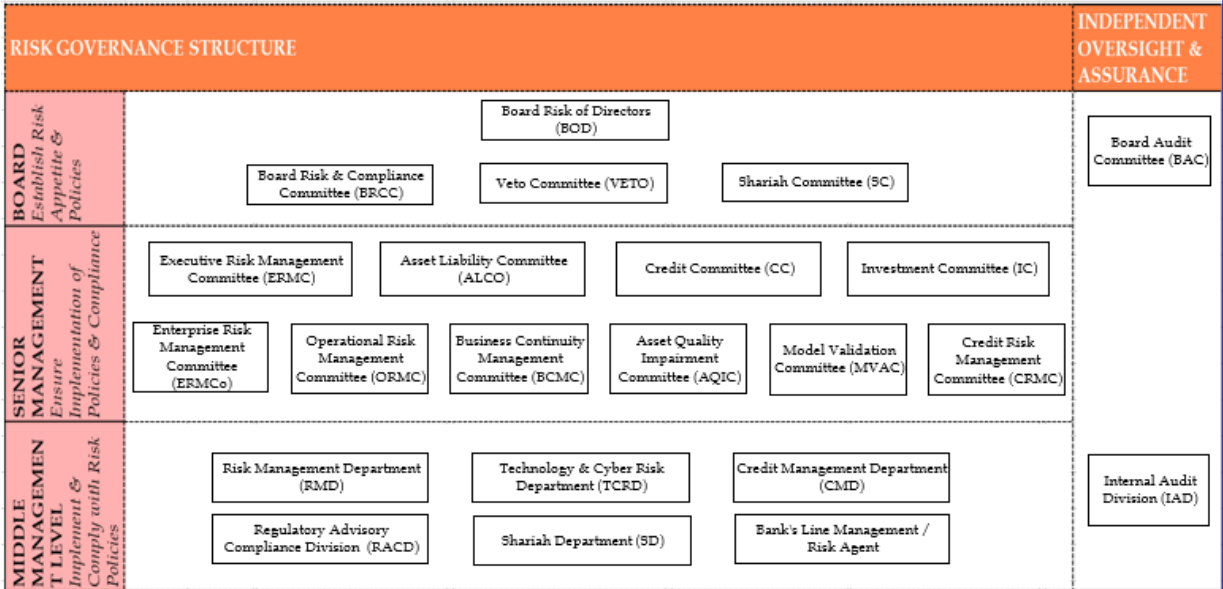 RISK GOVERNANCE STRUCTURE
INDEPENDENT
OVERSIGHT &
ASSURANCE
BOARD
Establish Risk
Appetite &
Policies
Board Risk of Directors
(BOD)
Board Risk & Compliance
Committee (BRCC)
Veto Committee (VETO)
Shariah Committee (SC)
Board Audit
Committee (BAC)
SENIOR
MANAGEMENT
Ensure
Implementation of
Policies & Compliance
Executive Risk Management
Committee (ERMC)
Asset Liability Committee
(ALCO)
Credit Committee (CC)
Investment Committee (IC)
Enterprise Risk
Management
Committee
(ERMCo)
Operational Risk
Management
Committee (ORMC)
Business Continuity
Management
Committee (BCMC)
Asset Quality
Impairment
Committee (AQIC)
Model Validation
Committee (MVAC)
Credit Risk
Management
Committee (CRMC)
MIDDLE
MANAGEMEN
T LEVEL
Implement &
Comply with Risk
Policies
Risk Management Department
(RMD)
Technology & Cyber Risk
Department (TCRD)
Credit Management Department
(CMD)
Regulatory Advisory
Compliance Division (RACD)
Shariah Department (SD)
Bank's Line Management /
Risk Agent
Internal Audit
Division (IAD)